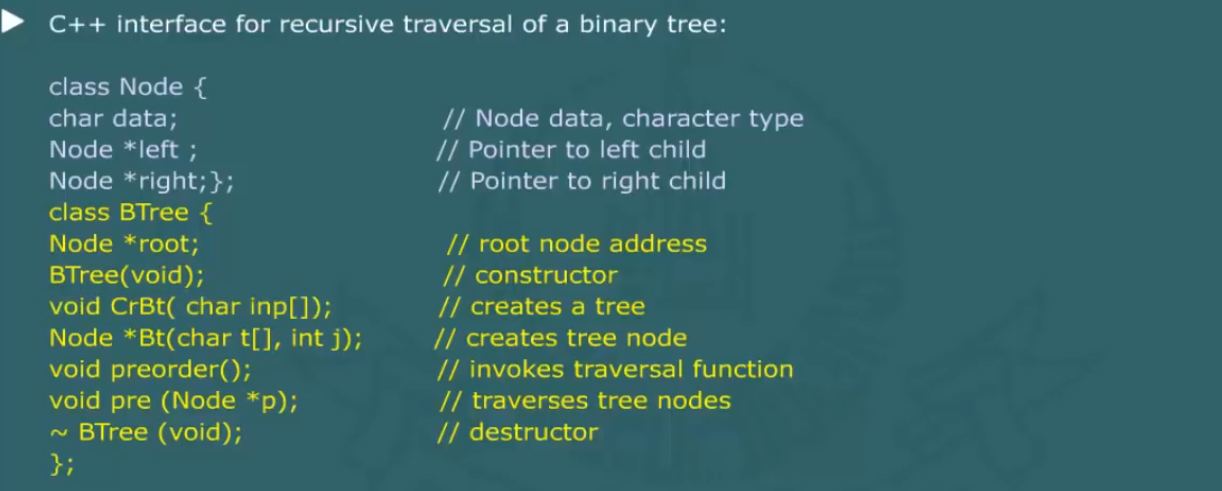 C++ interface for recursive traversal of a binary tree:
class Node {
char data; // Node data, character type
Node *left ; // Pointer to left child
Node *right;}; // Pointer to right child
class BTree {
Node *root; // root node address
BTree(void); // constructor
void CrBt( char inp[]); // creates a tree
Node *Bt(char t[], int j); // creates tree node
void preorder(); // invokes traversal function
void pre (Node *p); // traverses tree nodes
~ BTree (void); // destructor
};